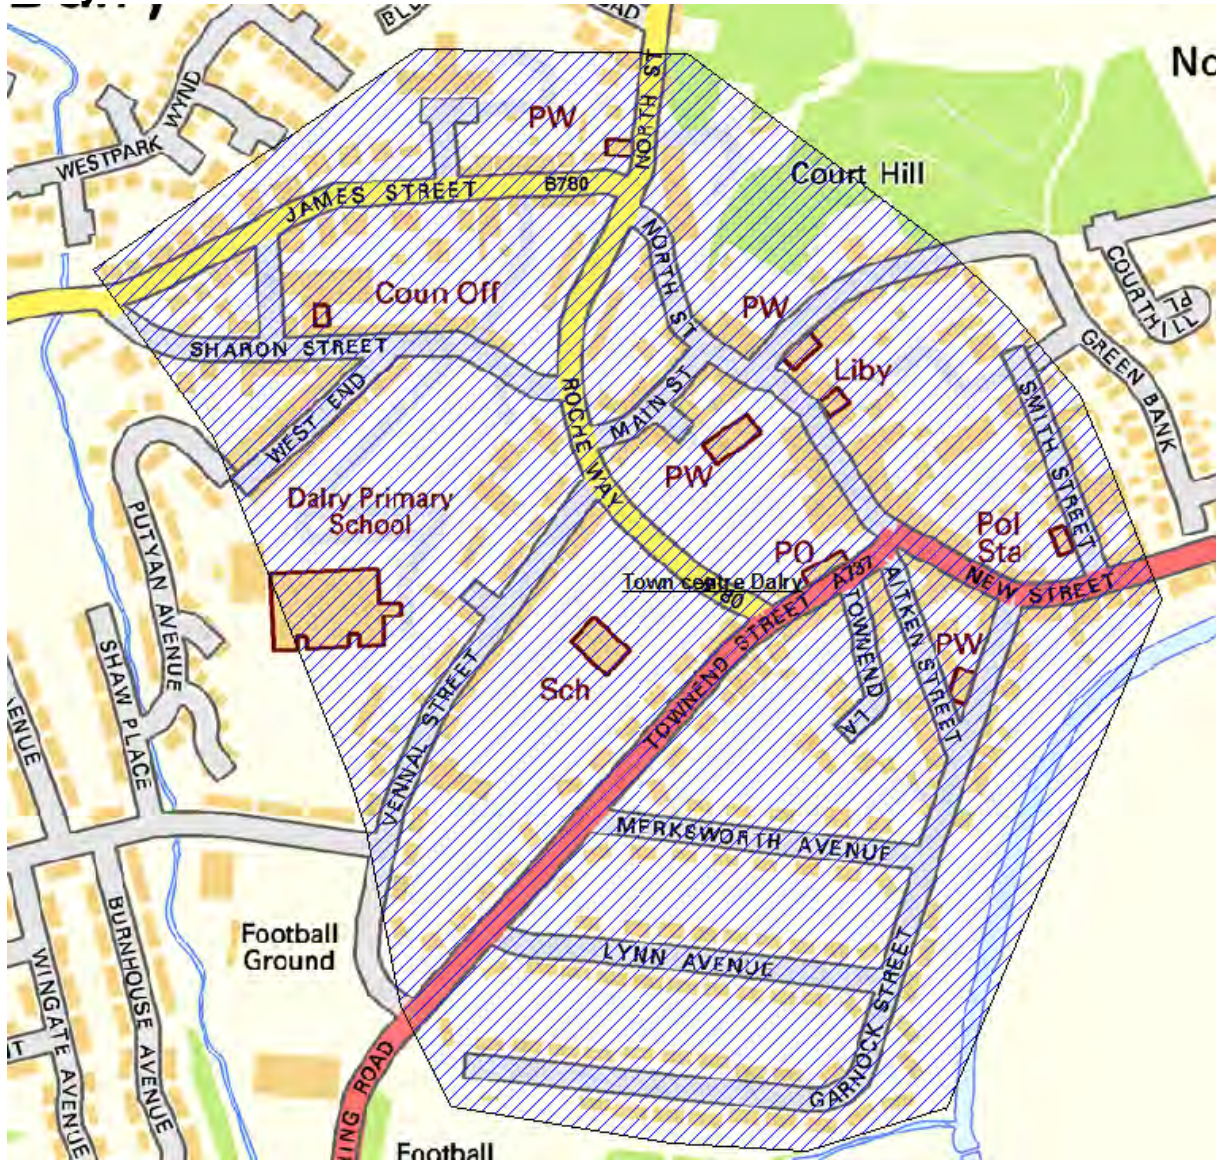 NORTH ST
PW
WESTPARK WYND
JAMES STREET
B780
Court Hill
NORTH ST
COURTHILL
PL
Coun Off
PW
SHARON STREET
Liby
GREEN BANK
WEST END
ROCHE WAY
MAIN ST
SMITH STREET
PW
Dalry Primary
School
PUTYAN AVENUE
Pol
Sta
PO
A737
Town centre Dalry
NEW STREET
TOWNEND
AITKEN STREET
PW
SHAW PLACE
Sch
TOWNEND STREET
LA
VENNAL STREET
MERKSWORTH AVENUE
BURNHOUSE AVENUE
Football
Ground
LYNN AVENUE
WINGATE AVENUE
GARNOCK STREET
Football